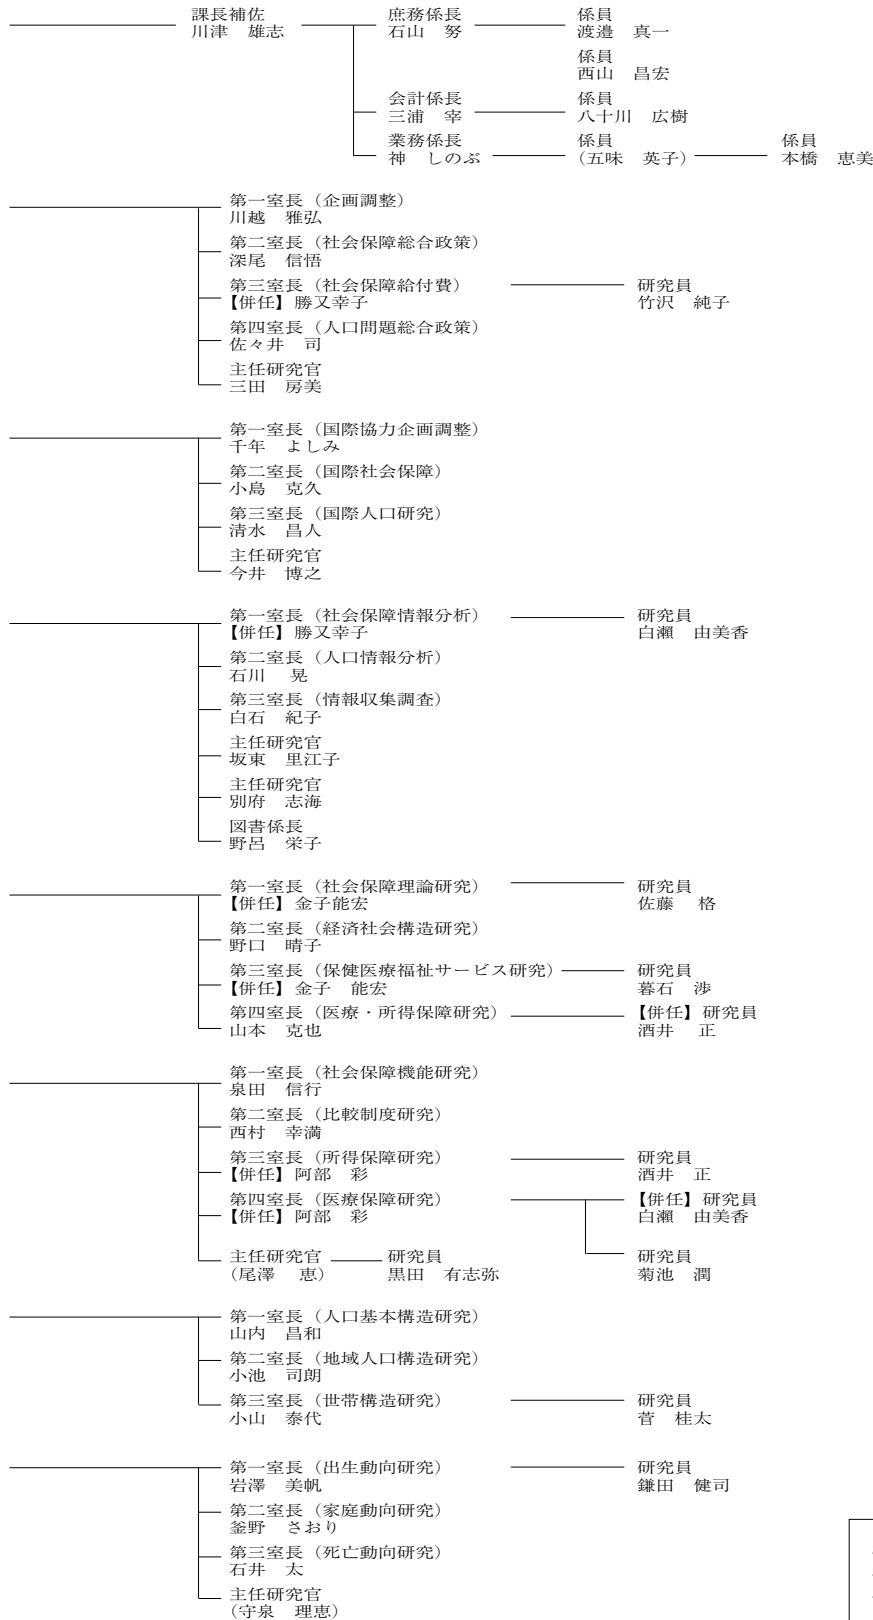 課長補佐　庶務係長　係員
川津　雄志　石山　努　渡邉　真一
係員
西山　昌宏
会計係長　係員
三浦　宰　八十川　広樹
業務係長　係員　係員
神　しのぶ　（五味　英子）　本橋　恵美
第一室長（企画調整）
川越　雅弘
第二室長（社会保障総合政策）
深尾　信悟
第三室長（社会保障給付費）　研究員
【併任】勝又幸子　竹沢　純子
第四室長（人口問題総合政策）
佐々井　司
主任研究官
三田　房美
第一室長（国際協力企画調整）
千年　よしみ
第二室長（国際社会保障）
小島　克久
第三室長（国際人口研究）
清水　昌人
主任研究官
今井　博之
第一室長（社会保障情報分析）　研究員
【併任】勝又幸子　白瀬　由美香
第二室長（人口情報分析）
石川　晃
第三室長（情報収集調査）
白石　紀子
主任研究官
坂東　里江子
主任研究官
別府　志海
図書係長
野呂　栄子
第一室長（社会保障理論研究）　研究員
【併任】金子能宏　佐藤　格
第二室長（経済社会構造研究）
野口　晴子
第三室長（保健医療福祉サービス研究）　研究員
【併任】金子　能宏　暮石　渉
第四室長（医療・所得保障研究）　【併任】研究員
山本　克也　酒井　正
第一室長（社会保障機能研究）
泉田　信行
第二室長（比較制度研究）
西村　幸満
第三室長（所得保障研究）　研究員
【併任】阿部　彩　酒井　正
第四室長（医療保障研究）　【併任】研究員
【併任】阿部　彩　白瀬　由美香
主任研究官　研究員　研究員
（尾澤　恵）　黒田　有志弥　菊池　潤
第一室長（人口基本構造研究）
山内　昌和
第二室長（地域人口構造研究）
小池　司朗
第三室長（世帯構造研究）　研究員
小山　泰代　菅　桂太
第一室長（出生動向研究）　研究員
岩澤　美帆　鎌田　健司
第二室長（家庭動向研究）
釜野　さおり
第三室長（死亡動向研究）
石井　太
主任研究官
（守泉　理恵）